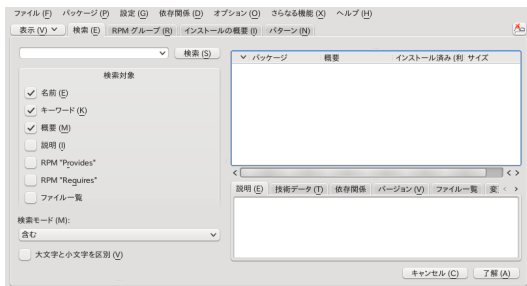 ファイル (F) パッケージ (P) 設定 (G) 依存関係 (D) オプション (O) さらなる機能 (X) ヘルプ (H)
表示 (V) 検索 (E) RPM グループ (R) インストールの概要 (I) パターン (N)
検索 (S)
検索対象
名前 (E)
キーワード (K)
概要 (M)
説明 (I)
RPM "Provides"
RPM "Requires"
ファイル一覧
検索モード (M):
含む
大文字と小文字を区別 (V)
パッケージ 概要 インストール済み (利 サイズ
説明 (E) 技術データ (T) 依存関係 バージョン (V) ファイル一覧 変
キャンセル (C) 了解 (A)